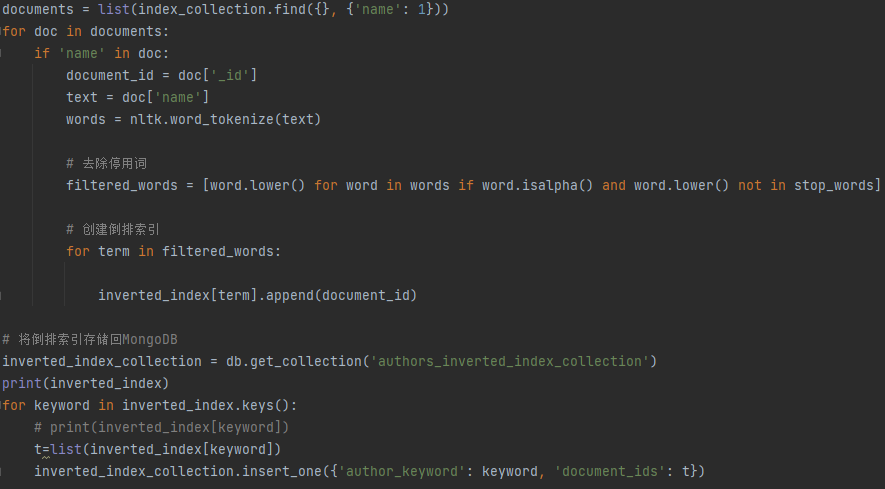 documents = list(index_collection.find({}, {'name': 1}))
for doc in documents:
    if 'name' in doc:
        document_id = doc['_id']
        text = doc['name']
        words = nltk.word_tokenize(text)
        # 去除停用词
        filtered_words = [word.lower() for word in words if word.isalpha() and word.lower() not in stop_words]
        # 创建倒排索引
        for term in filtered_words:
            inverted_index[term].append(document_id)
# 将倒排索引存储回MongoDB
inverted_index_collection = db.get_collection('authors_inverted_index_collection')
print(inverted_index)
for keyword in inverted_index.keys():
    # print(inverted_index[keyword])
    t=list(inverted_index[keyword])
    inverted_index_collection.insert_one({'author_keyword': keyword, 'document_ids': t})